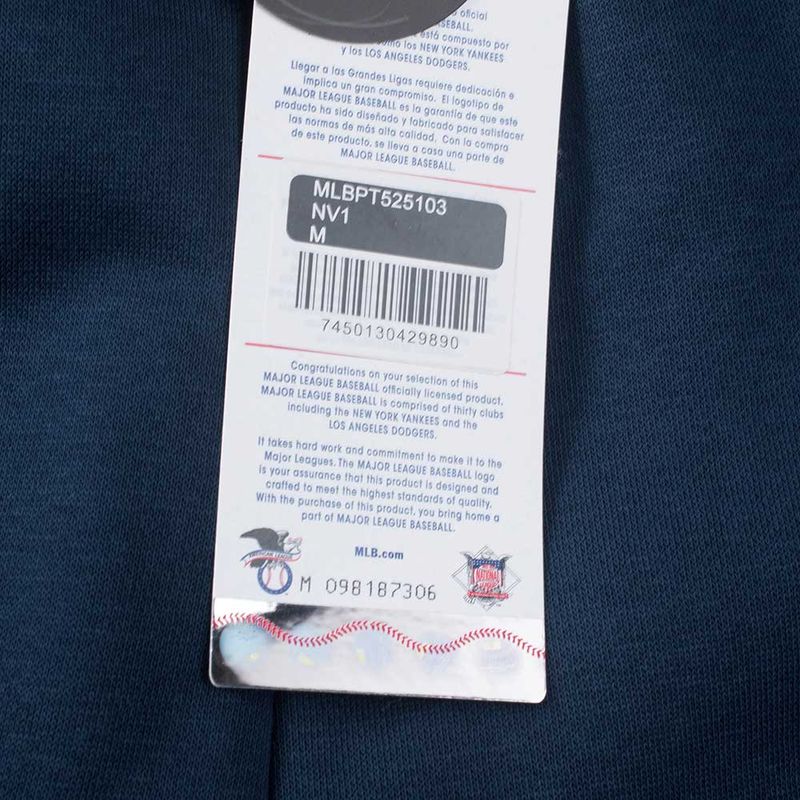 oficial
BASEBALL.
está compuesto por
como los NEW YORK YANKEES
y los LOS ANGELES DODGERS.
Llegar a las Grandes Ligas requiere dedicación e
implica un gran compromiso. El logotipo de
MAJOR LEAGUE BASEBALL es la garantía de que este
producto ha sido diseñado y fabricado para satisfacer
las normas de más alta calidad. Con la compra
de este producto, se lleva a casa una parte de
MAJOR LEAGUE BASEBALL.
MLBPT525103
NV1
M
7450130429890
Congratulations on your selection of this
MAJOR LEAGUE BASEBALL officially licensed product.
MAJOR LEAGUE BASEBALL is comprised of thirty clubs
including the NEW YORK YANKEES and the
LOS ANGELES DODGERS.
It takes hard work and commitment to make it to the
Major Leagues. The MAJOR LEAGUE BASEBALL logo
is your assurance that this product is designed and
crafted to meet the highest standards of quality.
With the purchase of this product, you bring home a
part of MAJOR LEAGUE BASEBALL.
MLB.com
AMERICAN LEAGUE
NATIONAL
LEAGUE
M 098187306